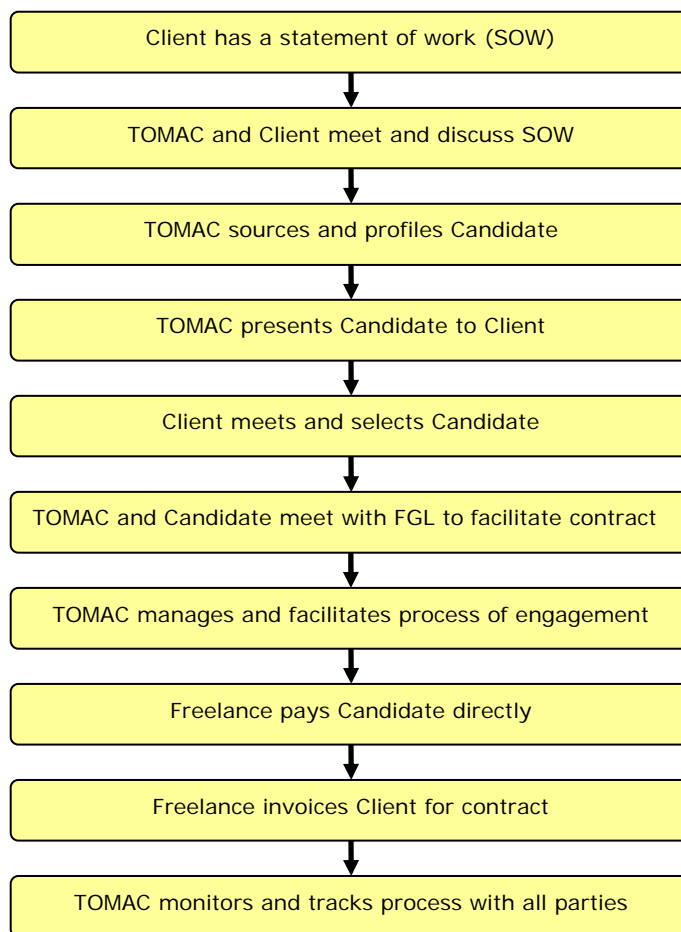 Client has a statement of work (SOW)
TOMAC and Client meet and discuss SOW
TOMAC sources and profiles Candidate
TOMAC presents Candidate to Client
Client meets and selects Candidate
TOMAC and Candidate meet with FGL to facilitate contract
TOMAC manages and facilitates process of engagement
Freelance pays Candidate directly
Freelance invoices Client for contract
TOMAC monitors and tracks process with all parties